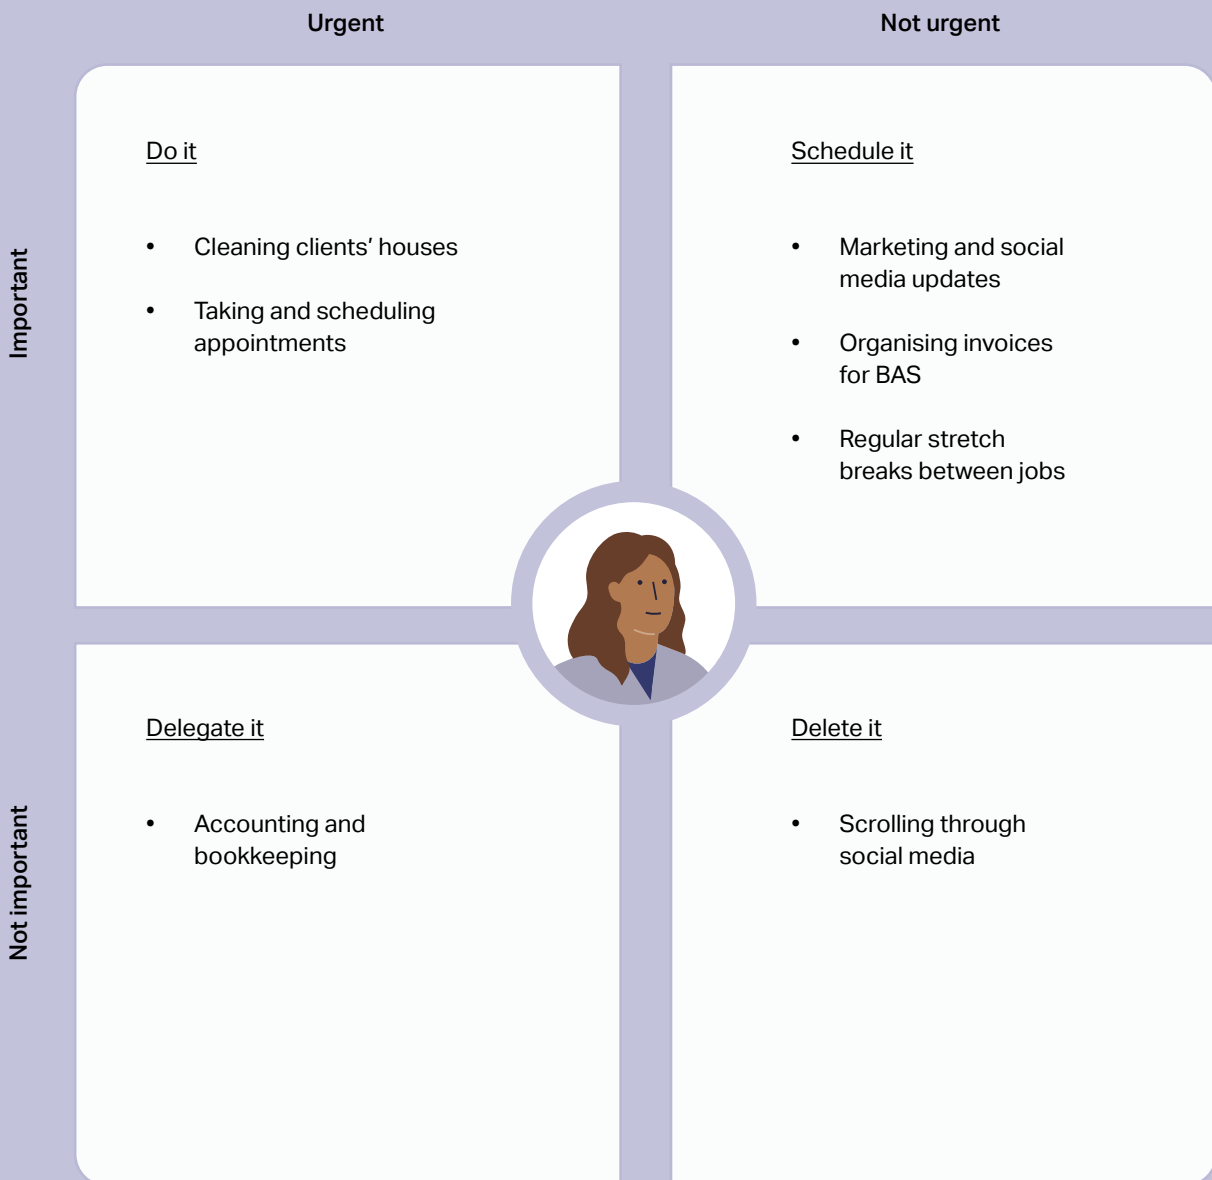 Urgent
Not urgent
Important
Do it
• Cleaning clients’ houses
• Taking and scheduling
appointments
Schedule it
• Marketing and social
media updates
• Organising invoices
for BAS
• Regular stretch
breaks between jobs
Not important
Delegate it
• Accounting and
bookkeeping
Delete it
• Scrolling through
social media